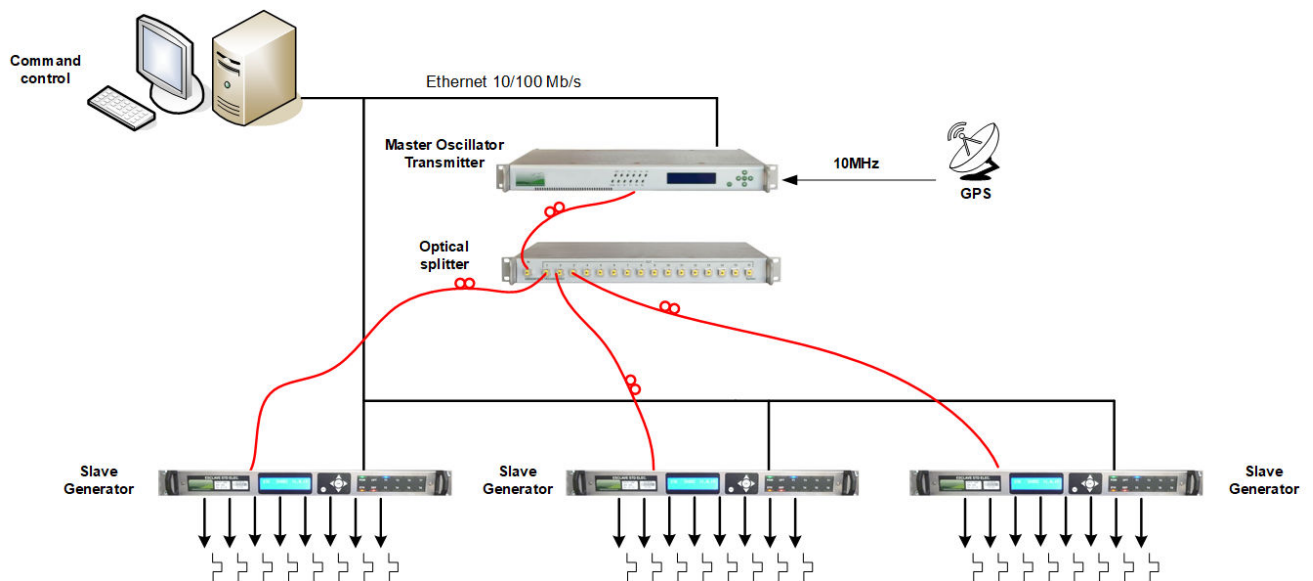 Command
control
Ethernet 10/100 Mb/s
Master Oscillator
Transmitter
10MHz
GPS
Optical
splitter
Slave
Generator
Slave
Generator
Slave
Generator